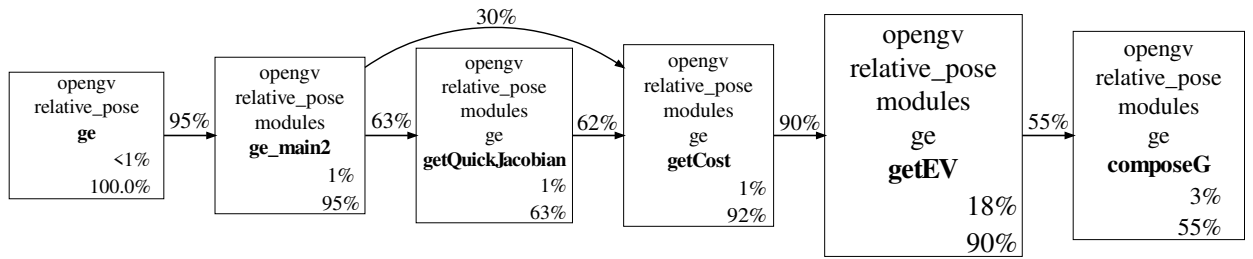 opengv
relative_pose
ge
<1%
100.0%
95%
opengv
relative_pose
modules
ge_main2
1%
95%
30%
63%
opengv
relative_pose
modules
ge
getQuickJacobian
1%
63%
62%
opengv
relative_pose
modules
ge
getCost
1%
92%
90%
opengv
relative_pose
modules
ge
getEV
18%
90%
55%
opengv
relative_pose
modules
ge
composeG
3%
55%